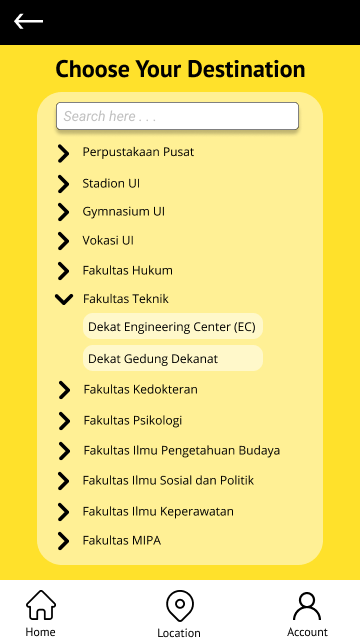 Choose Your Destination
Search here . . .
Perpustakaan Pusat
Stadion UI
Gymnasium UI
Vokasi UI
Fakultas Hukum
Fakultas Teknik
Dekat Engineering Center (EC)
Dekat Gedung Dekanat
Fakultas Kedokteran
Fakultas Psikologi
Fakultas Ilmu Pengetahuan Budaya
Fakultas Ilmu Sosial dan Politik
Fakultas Ilmu Keperawatan
Fakultas MIPA
Home
Location
Account